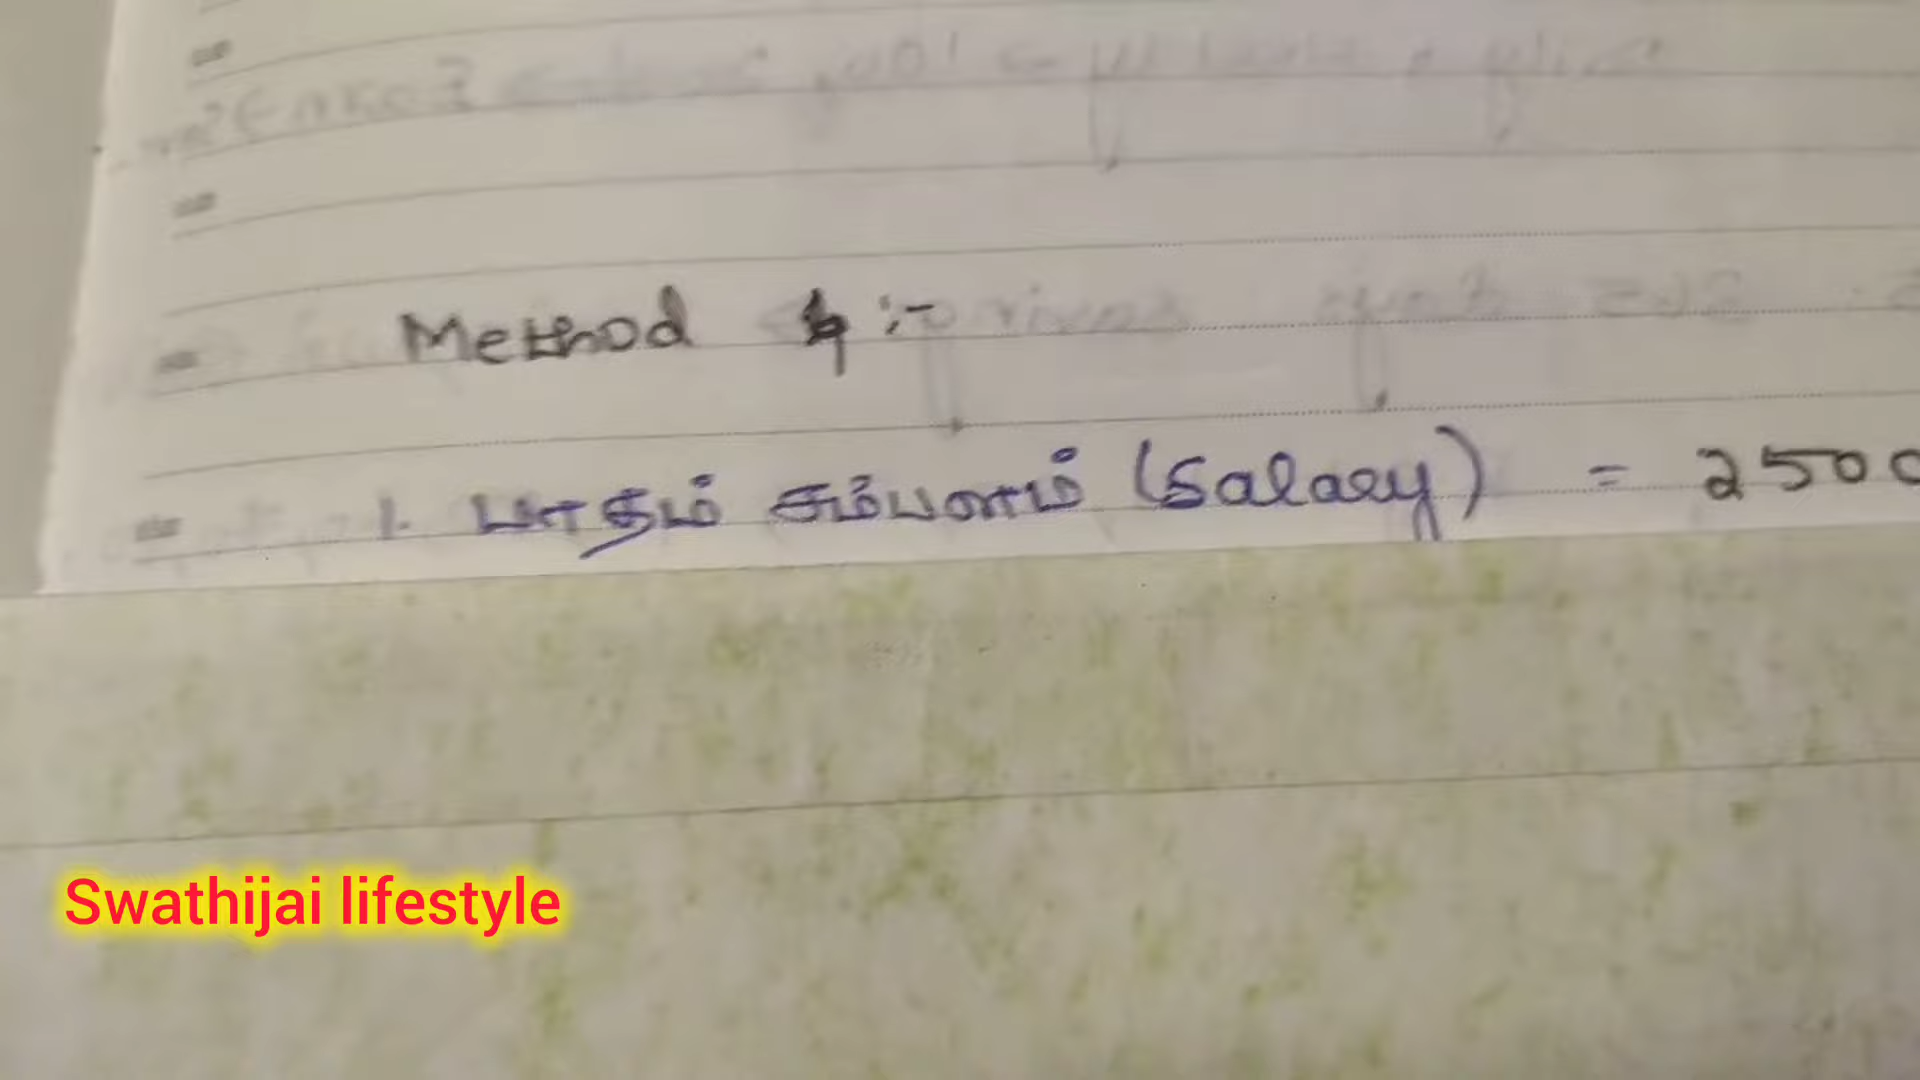 Method 4 :-
1. மாதம் சம்பளம் (Salary) = 2500
Swathijai lifestyle